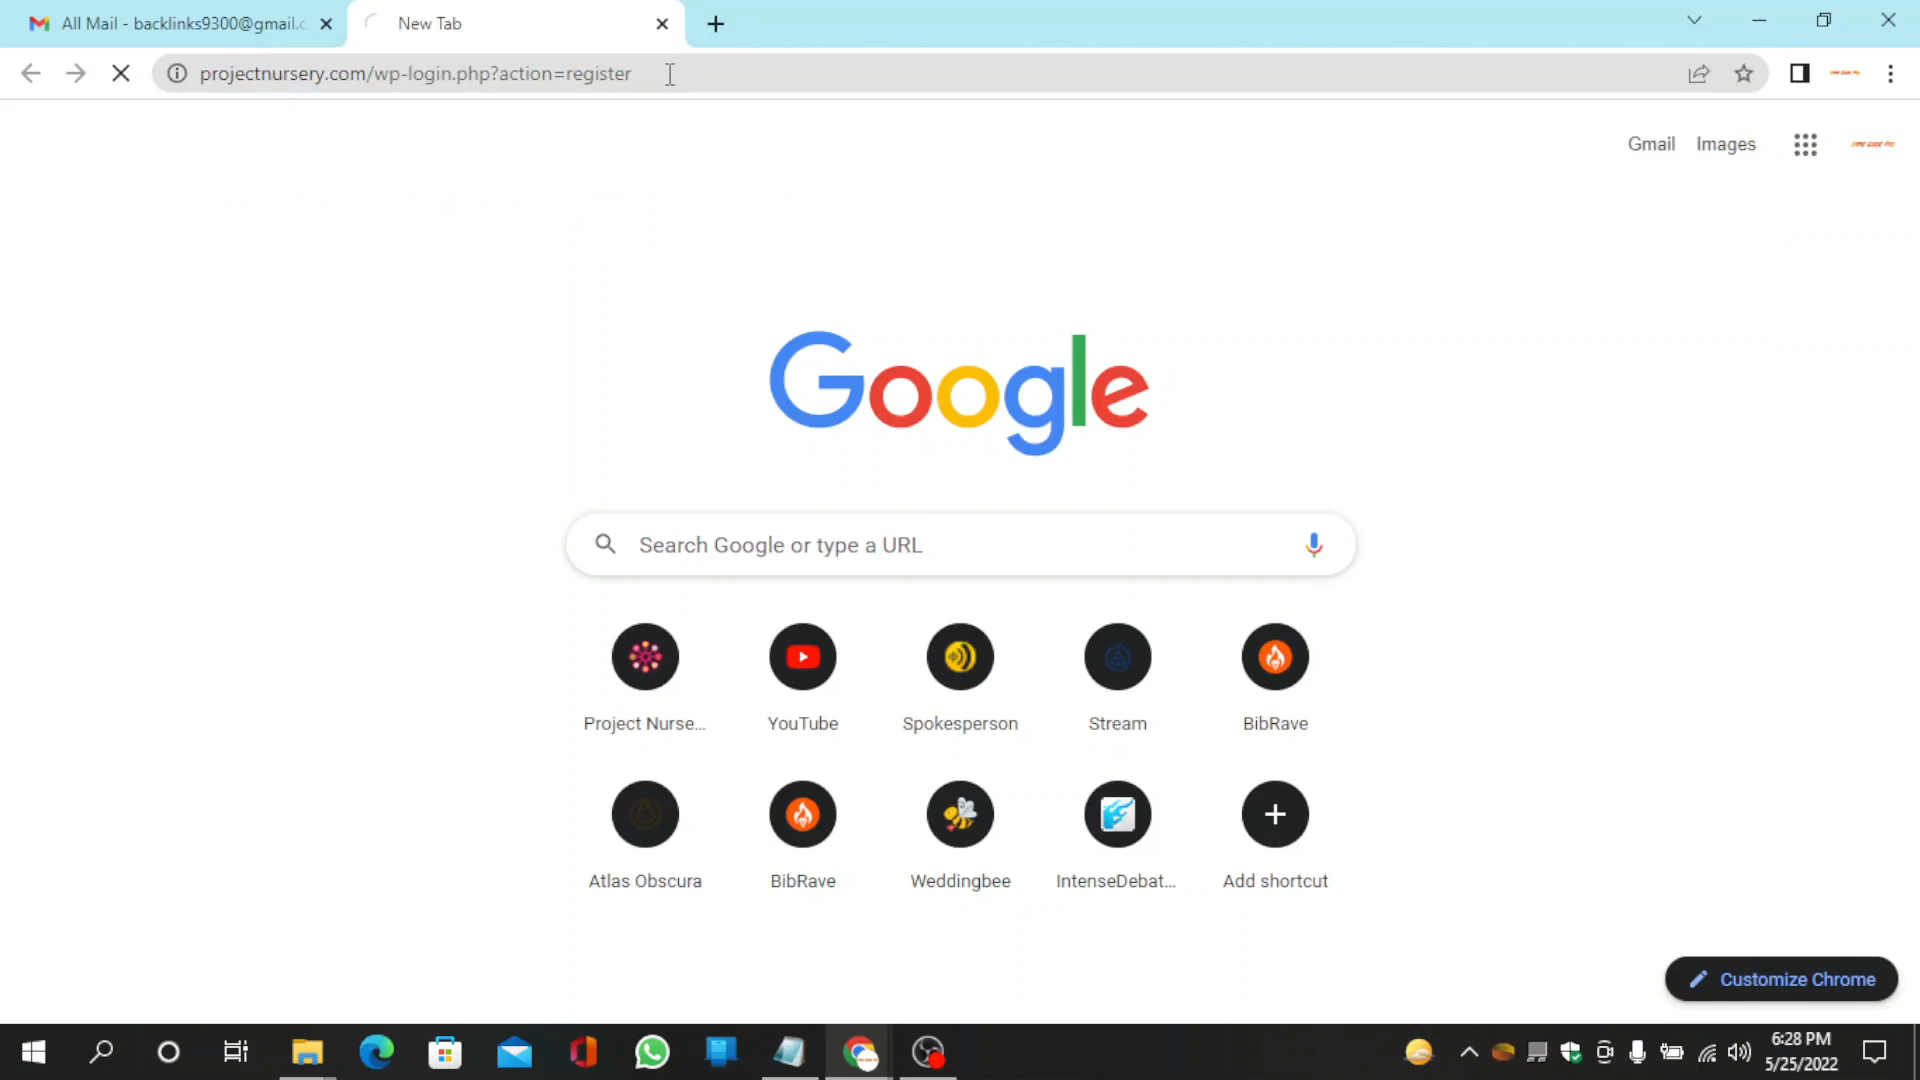 All Mail - backlinks9300@gmail.c
New Tab
projectnursery.com/wp-login.php?action=register
Gmail Images
Google
Search Google or type a URL
Project Nurse... YouTube Spokesperson Stream BibRave
Atlas Obscura BibRave Weddingbee IntenseDebat... Add shortcut
Customize Chrome
6:28 PM
5/25/2022